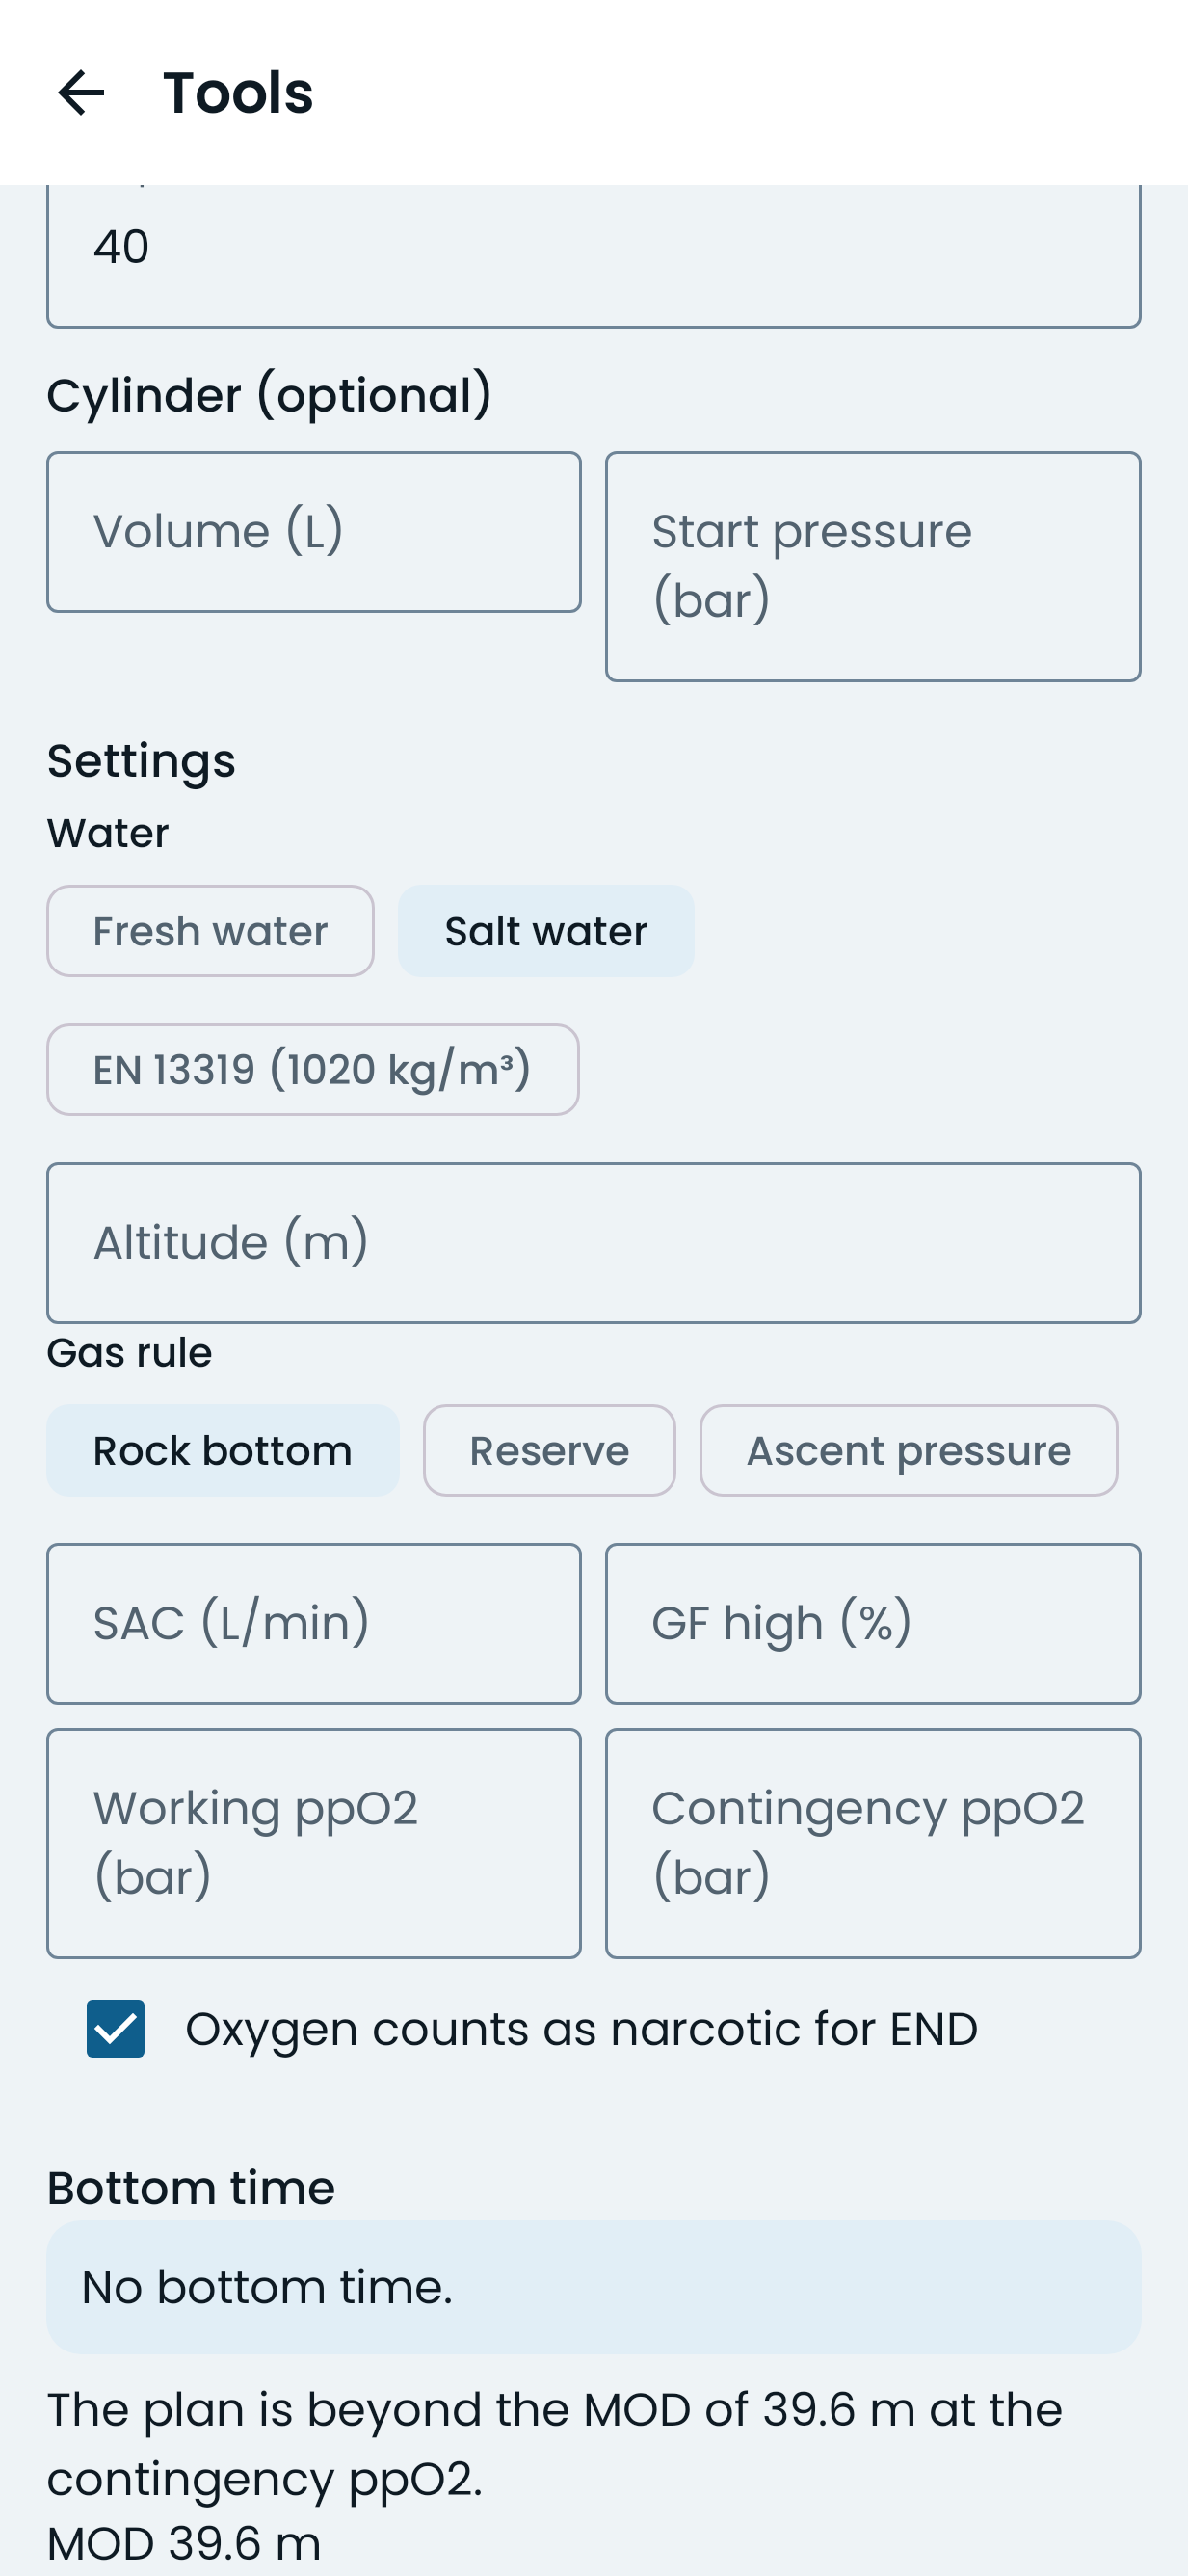 Tools
40
Cylinder (optional)
Volume (L)
Start pressure
(bar)
Settings
Water
Fresh water
Salt water
EN 13319 (1020 kg/m³)
Altitude (m)
Gas rule
Rock bottom
Reserve
Ascent pressure
SAC (L/min)
GF high (%)
Working ppO2
(bar)
Contingency ppO2
(bar)
Oxygen counts as narcotic for END
Bottom time
No bottom time.
The plan is beyond the MOD of 39.6 m at the
contingency ppO2.
MOD 39.6 m